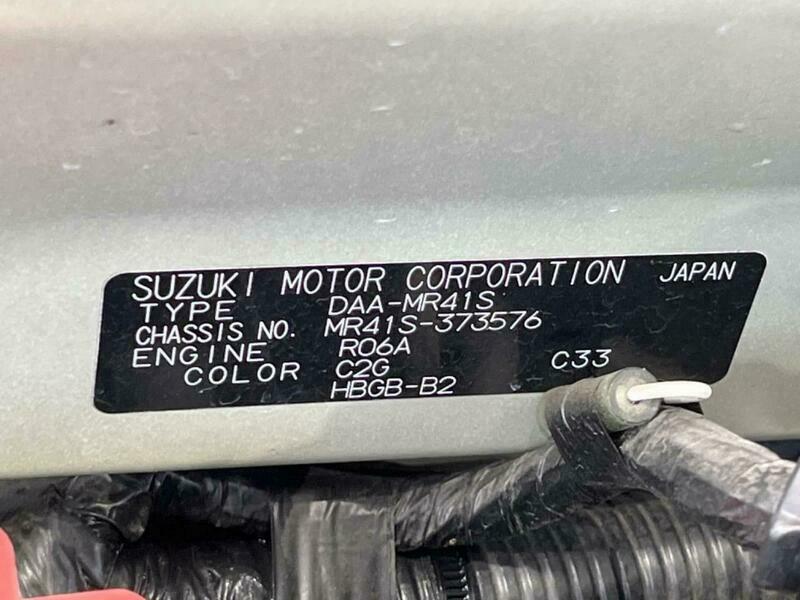 SUZUKI MOTOR CORPORATION JAPAN
TYPE DAA-MR41S
CHASSIS NO. MR41S-373576
ENGINE R06A
COLOR C2G C33
HBGB-B2